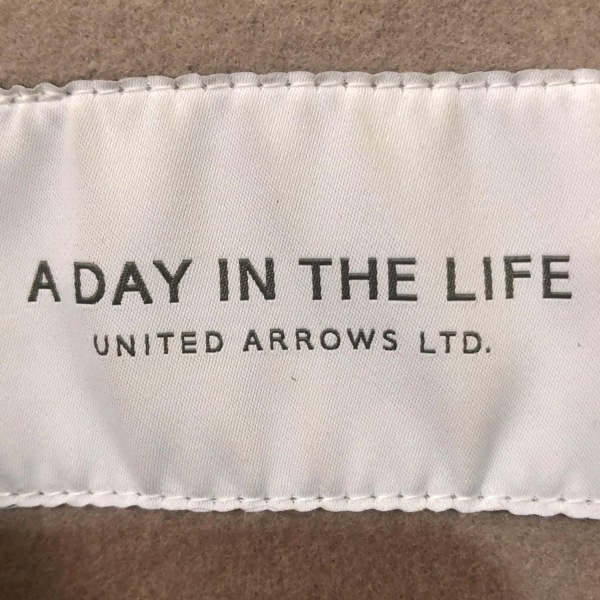 A DAY IN THE LIFE
UNITED ARROWS LTD.